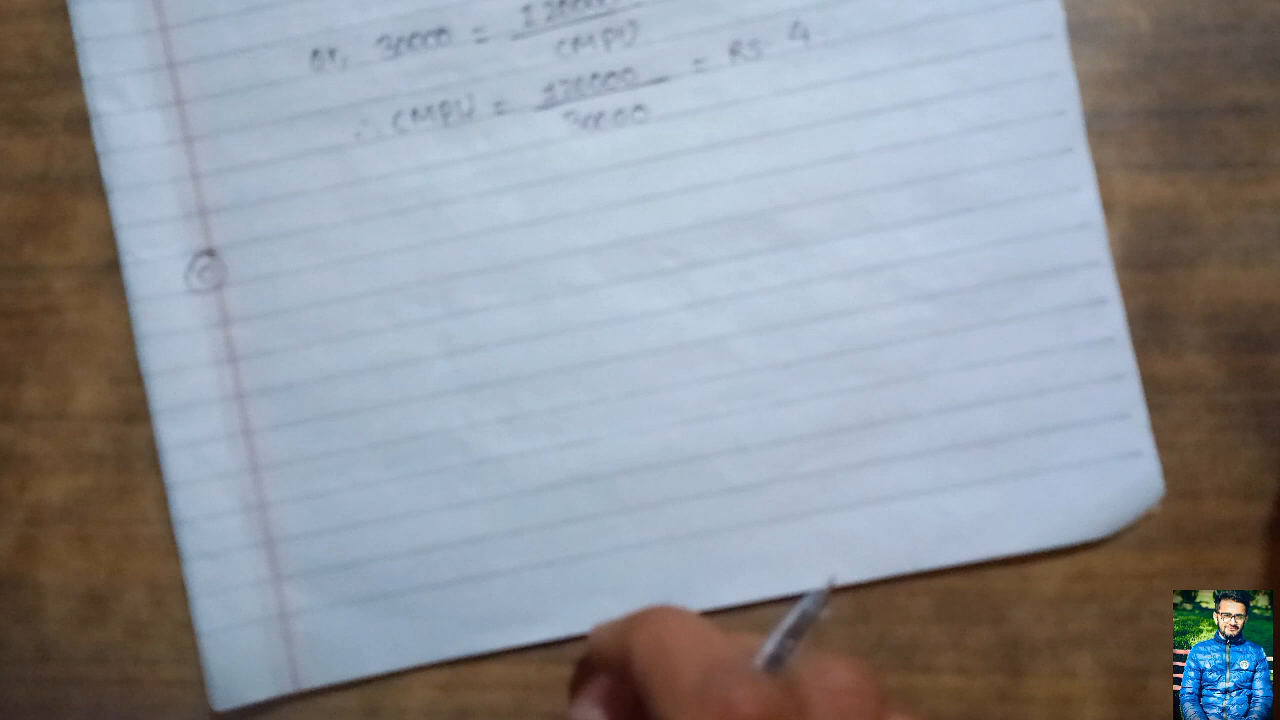 or, 30000 = 120000
CMPU
∴ CMPU = 120000 = RS 4.
30000
C